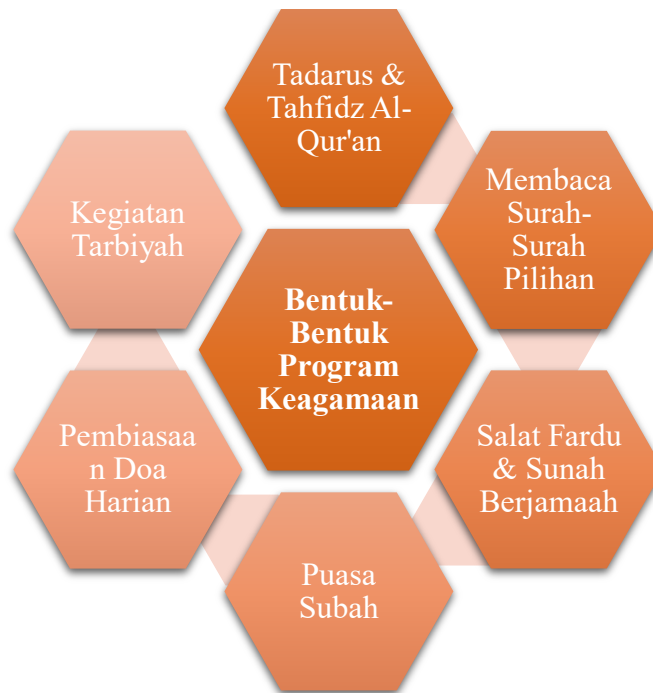 Tadarus &
Tahfidz Al-
Qur'an
Membaca
Surah-
Surah
Pilihan
Salat Fardu
& Sunah
Berjamaah
Puasa
Subah
Pembiasaa
n Doa
Harian
Kegiatan
Tarbiyah
Bentuk-
Bentuk
Program
Keagamaan